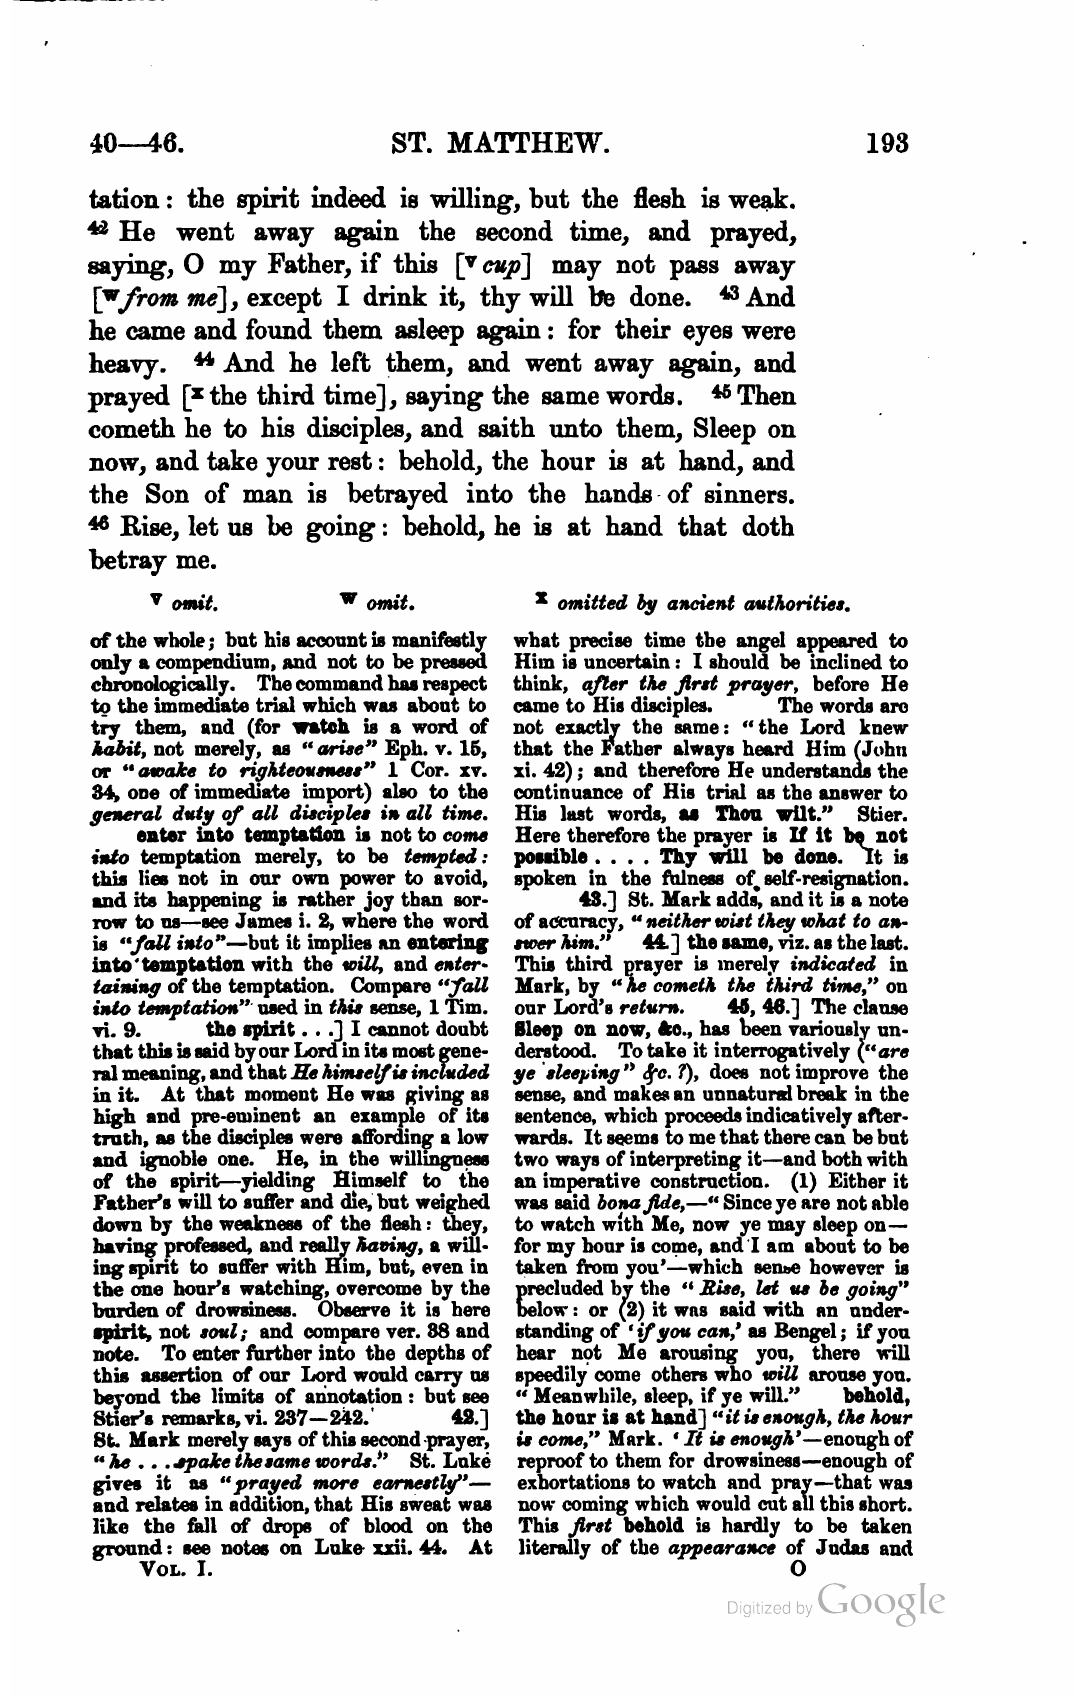 40—46. ST. MATTHEW. 193
tation : the spirit indeed is willing, but the flesh is weak.
42 He went away again the second time, and prayed,
saying, O my Father, if this [v cup] may not pass away
[w from me], except I drink it, thy will be done. 43 And
he came and found them asleep again : for their eyes were
heavy. 44 And he left them, and went away again, and
prayed [x the third time], saying the same words. 45 Then
cometh he to his disciples, and saith unto them, Sleep on
now, and take your rest : behold, the hour is at hand, and
the Son of man is betrayed into the hands of sinners.
46 Rise, let us be going : behold, he is at hand that doth
betray me.
v omit. w omit. x omitted by ancient authorities.
of the whole; but his account is manifestly
only a compendium, and not to be pressed
chronologically. The command has respect
to the immediate trial which was about to
try them, and (for watch is a word of
habit, not merely, as "arise" Eph. v. 15,
or "awake to righteousness" 1 Cor. xv.
34, one of immediate import) also to the
general duty of all disciples in all time.
enter into temptation is not to come
into temptation merely, to be tempted:
this lies not in our own power to avoid,
and its happening is rather joy than sor-
row to us—see James i. 2, where the word
is "fall into"—but it implies an entering
into temptation with the will, and enter-
taining of the temptation. Compare "fall
into temptation" used in this sense, 1 Tim.
vi. 9. the spirit . . .] I cannot doubt
that this is said by our Lord in its most gene-
ral meaning, and that He himself is included
in it. At that moment He was giving as
high and pre-eminent an example of its
truth, as the disciples were affording a low
and ignoble one. He, in the willingness
of the spirit—yielding Himself to the
Father's will to suffer and die, but weighed
down by the weakness of the flesh: they,
having professed, and really having, a will-
ing spirit to suffer with Him, but, even in
the one hour's watching, overcome by the
burden of drowsiness. Observe it is here
spirit, not soul; and compare ver. 38 and
note. To enter further into the depths of
this assertion of our Lord would carry us
beyond the limits of annotation : but see
Stier's remarks, vi. 237—242. 42.]
St. Mark merely says of this second prayer,
"he . . . spake the same words." St. Luke
gives it as "prayed more earnestly"—
and relates in addition, that His sweat was
like the fall of drops of blood on the
ground: see notes on Luke xxii. 44. At
VOL. I.
what precise time the angel appeared to
Him is uncertain: I should be inclined to
think, after the first prayer, before He
came to His disciples. The words are
not exactly the same: "the Lord knew
that the Father always heard Him (John
xi. 42); and therefore He understands the
continuance of His trial as the answer to
His last words, as Thou wilt." Stier.
Here therefore the prayer is If it be not
possible . . . . Thy will be done. It is
spoken in the fulness of self-resignation.
43.] St. Mark adds, and it is a note
of accuracy, "neither wist they what to an-
swer him." 44.] the same, viz. as the last.
This third prayer is merely indicated in
Mark, by "he cometh the third time," on
our Lord's return. 45, 46.] The clause
Sleep on now, &c., has been variously un-
derstood. To take it interrogatively ("are
ye sleeping" &c. ?), does not improve the
sense, and makes an unnatural break in the
sentence, which proceeds indicatively after-
wards. It seems to me that there can be but
two ways of interpreting it—and both with
an imperative construction. (1) Either it
was said bona fide,—"Since ye are not able
to watch with Me, now ye may sleep on—
for my hour is come, and I am about to be
taken from you'—which sense however is
precluded by the "Rise, let us be going"
below: or (2) it was said with an under-
standing of 'if you can,' as Bengel; if you
hear not Me arousing you, there will
speedily come others who will arouse you.
"Meanwhile, sleep, if ye will." behold,
the hour is at hand] "it is enough, the hour
is come," Mark. 'It is enough'—enough of
reproof to them for drowsiness—enough of
exhortations to watch and pray—that was
now coming which would cut all this short.
This first behold is hardly to be taken
literally of the appearance of Judas and
O
Digitized by Google